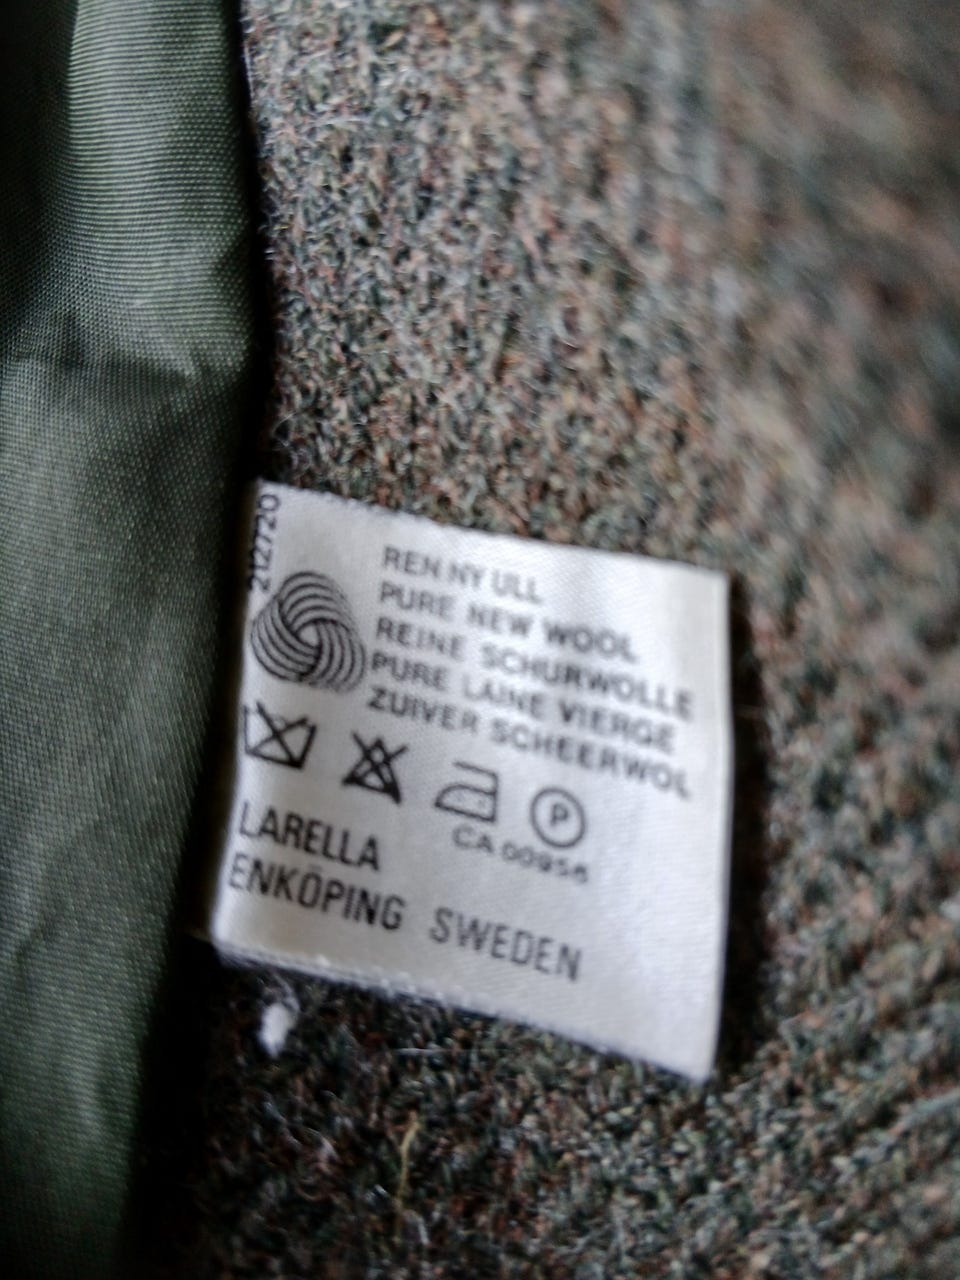 212720
REN NY ULL
PURE NEW WOOL
REINE SCHURWOLLE
PURE LAINE VIERGE
ZUIVER SCHEERWOL
P
CA 00956
LARELLA
ENKÖPING SWEDEN